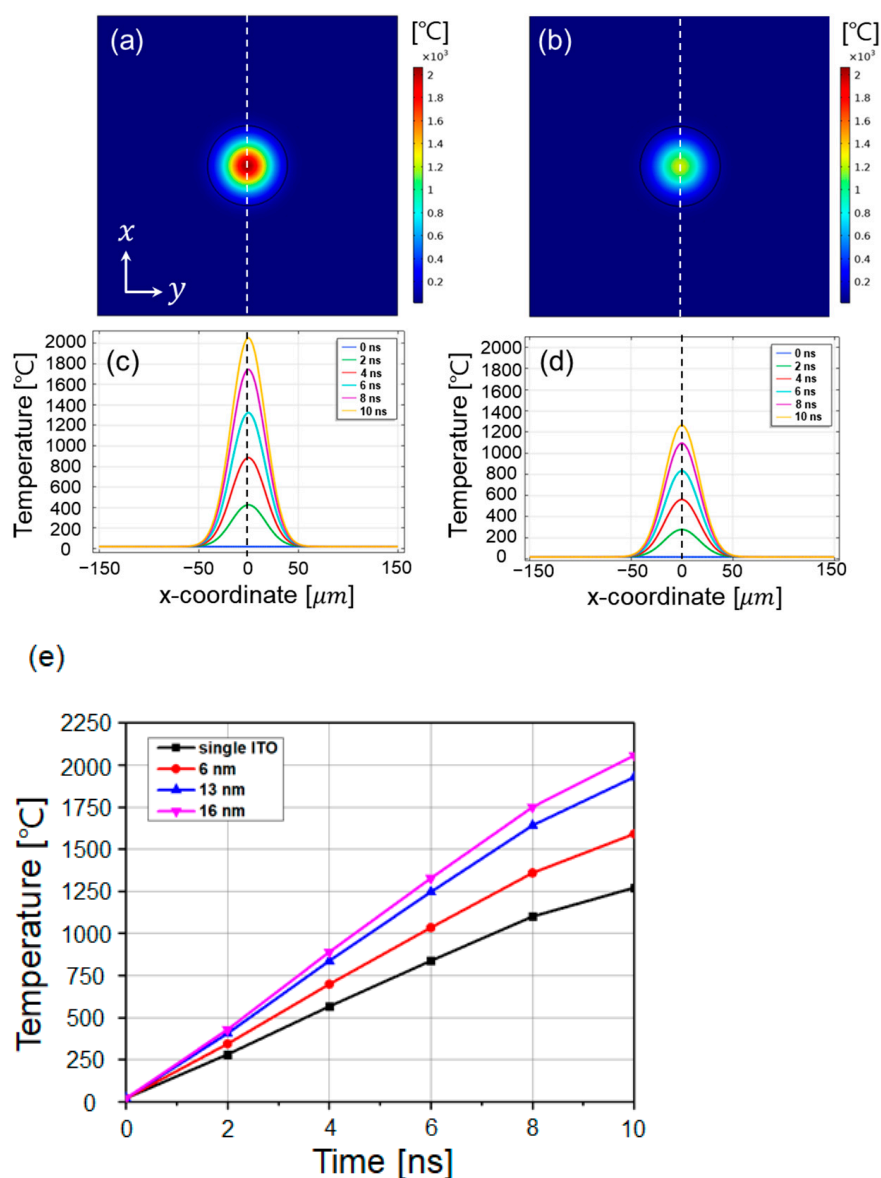 (a)
[℃]
×10³
2
1.8
1.6
1.4
1.2
1
0.8
0.6
0.4
0.2
x
y
(b)
[℃]
×10³
2
1.8
1.6
1.4
1.2
1
0.8
0.6
0.4
0.2
(c)
Temperature [℃]
2000
1800
1600
1400
1200
1000
800
600
400
200
0
0 ns
2 ns
4 ns
6 ns
8 ns
10 ns
−150 -50 0 50 150
x-coordinate [μm]
(d)
Temperature [℃]
2000
1800
1600
1400
1200
1000
800
600
400
200
0
0 ns
2 ns
4 ns
6 ns
8 ns
10 ns
−150 -50 0 50 150
x-coordinate [μm]
(e)
Temperature [℃]
2250
2000
1750
1500
1250
1000
750
500
250
0
single ITO
6 nm
13 nm
16 nm
0 2 4 6 8 10
Time [ns]